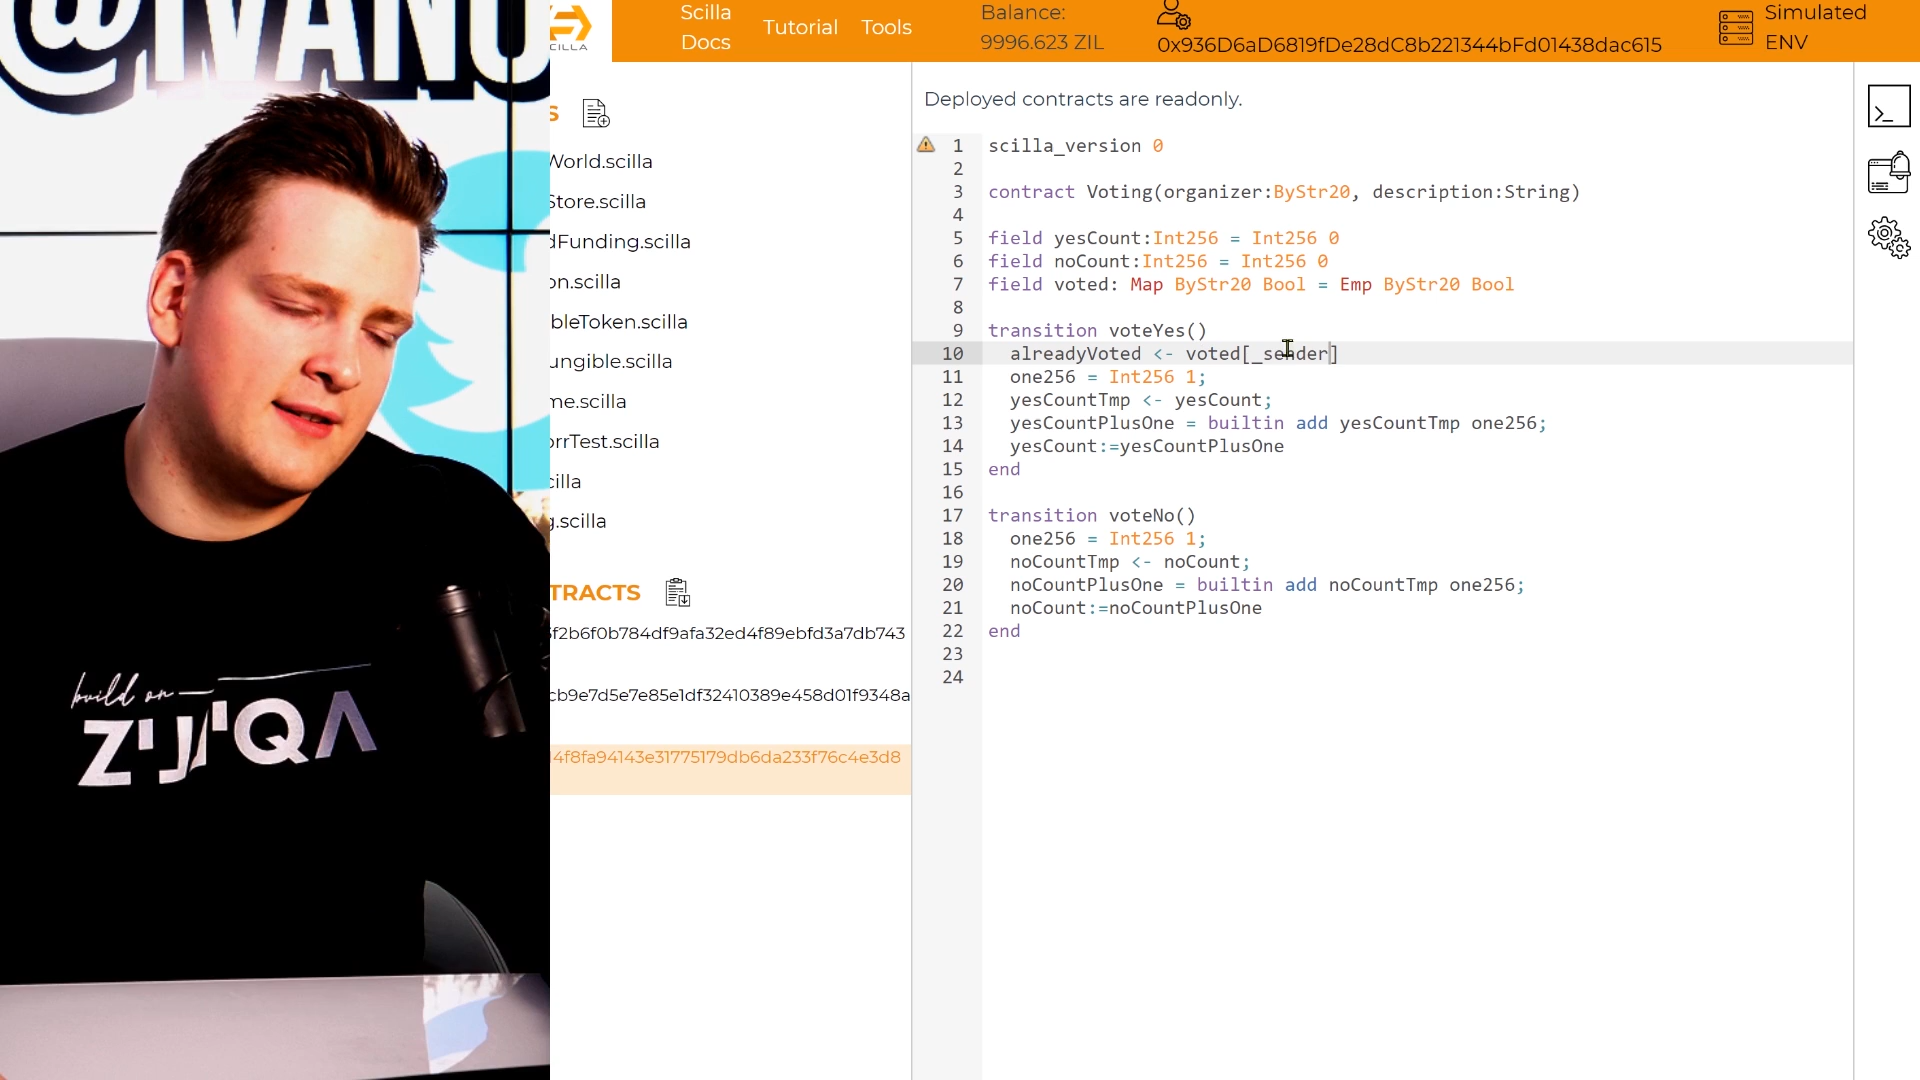 @IVANO
CILLA
Scilla
Docs
Tutorial
Tools
Balance:
9996.623 ZIL
0x936D6aD6819fDe28dC8b221344bFd01438dac615
Simulated
ENV
S
World.scilla
Store.scilla
dFunding.scilla
on.scilla
bleToken.scilla
ungible.scilla
me.scilla
orrTest.scilla
cilla
g.scilla
TRACTS
f2b6f0b784df9afa32ed4f89ebfd3a7db743
cb9e7d5e7e85e1df32410389e458d01f9348a
4f8fa94143e31775179db6da233f76c4e3d8
Deployed contracts are readonly.
1 scilla_version 0
2
3 contract Voting(organizer:ByStr20, description:String)
4
5 field yesCount:Int256 = Int256 0
6 field noCount:Int256 = Int256 0
7 field voted: Map ByStr20 Bool = Emp ByStr20 Bool
8
9 transition voteYes()
10 alreadyVoted <- voted[_sender]
11 one256 = Int256 1;
12 yesCountTmp <- yesCount;
13 yesCountPlusOne = builtin add yesCountTmp one256;
14 yesCount:=yesCountPlusOne
15 end
16
17 transition voteNo()
18 one256 = Int256 1;
19 noCountTmp <- noCount;
20 noCountPlusOne = builtin add noCountTmp one256;
21 noCount:=noCountPlusOne
22 end
23
24
build on
ZILLIQA